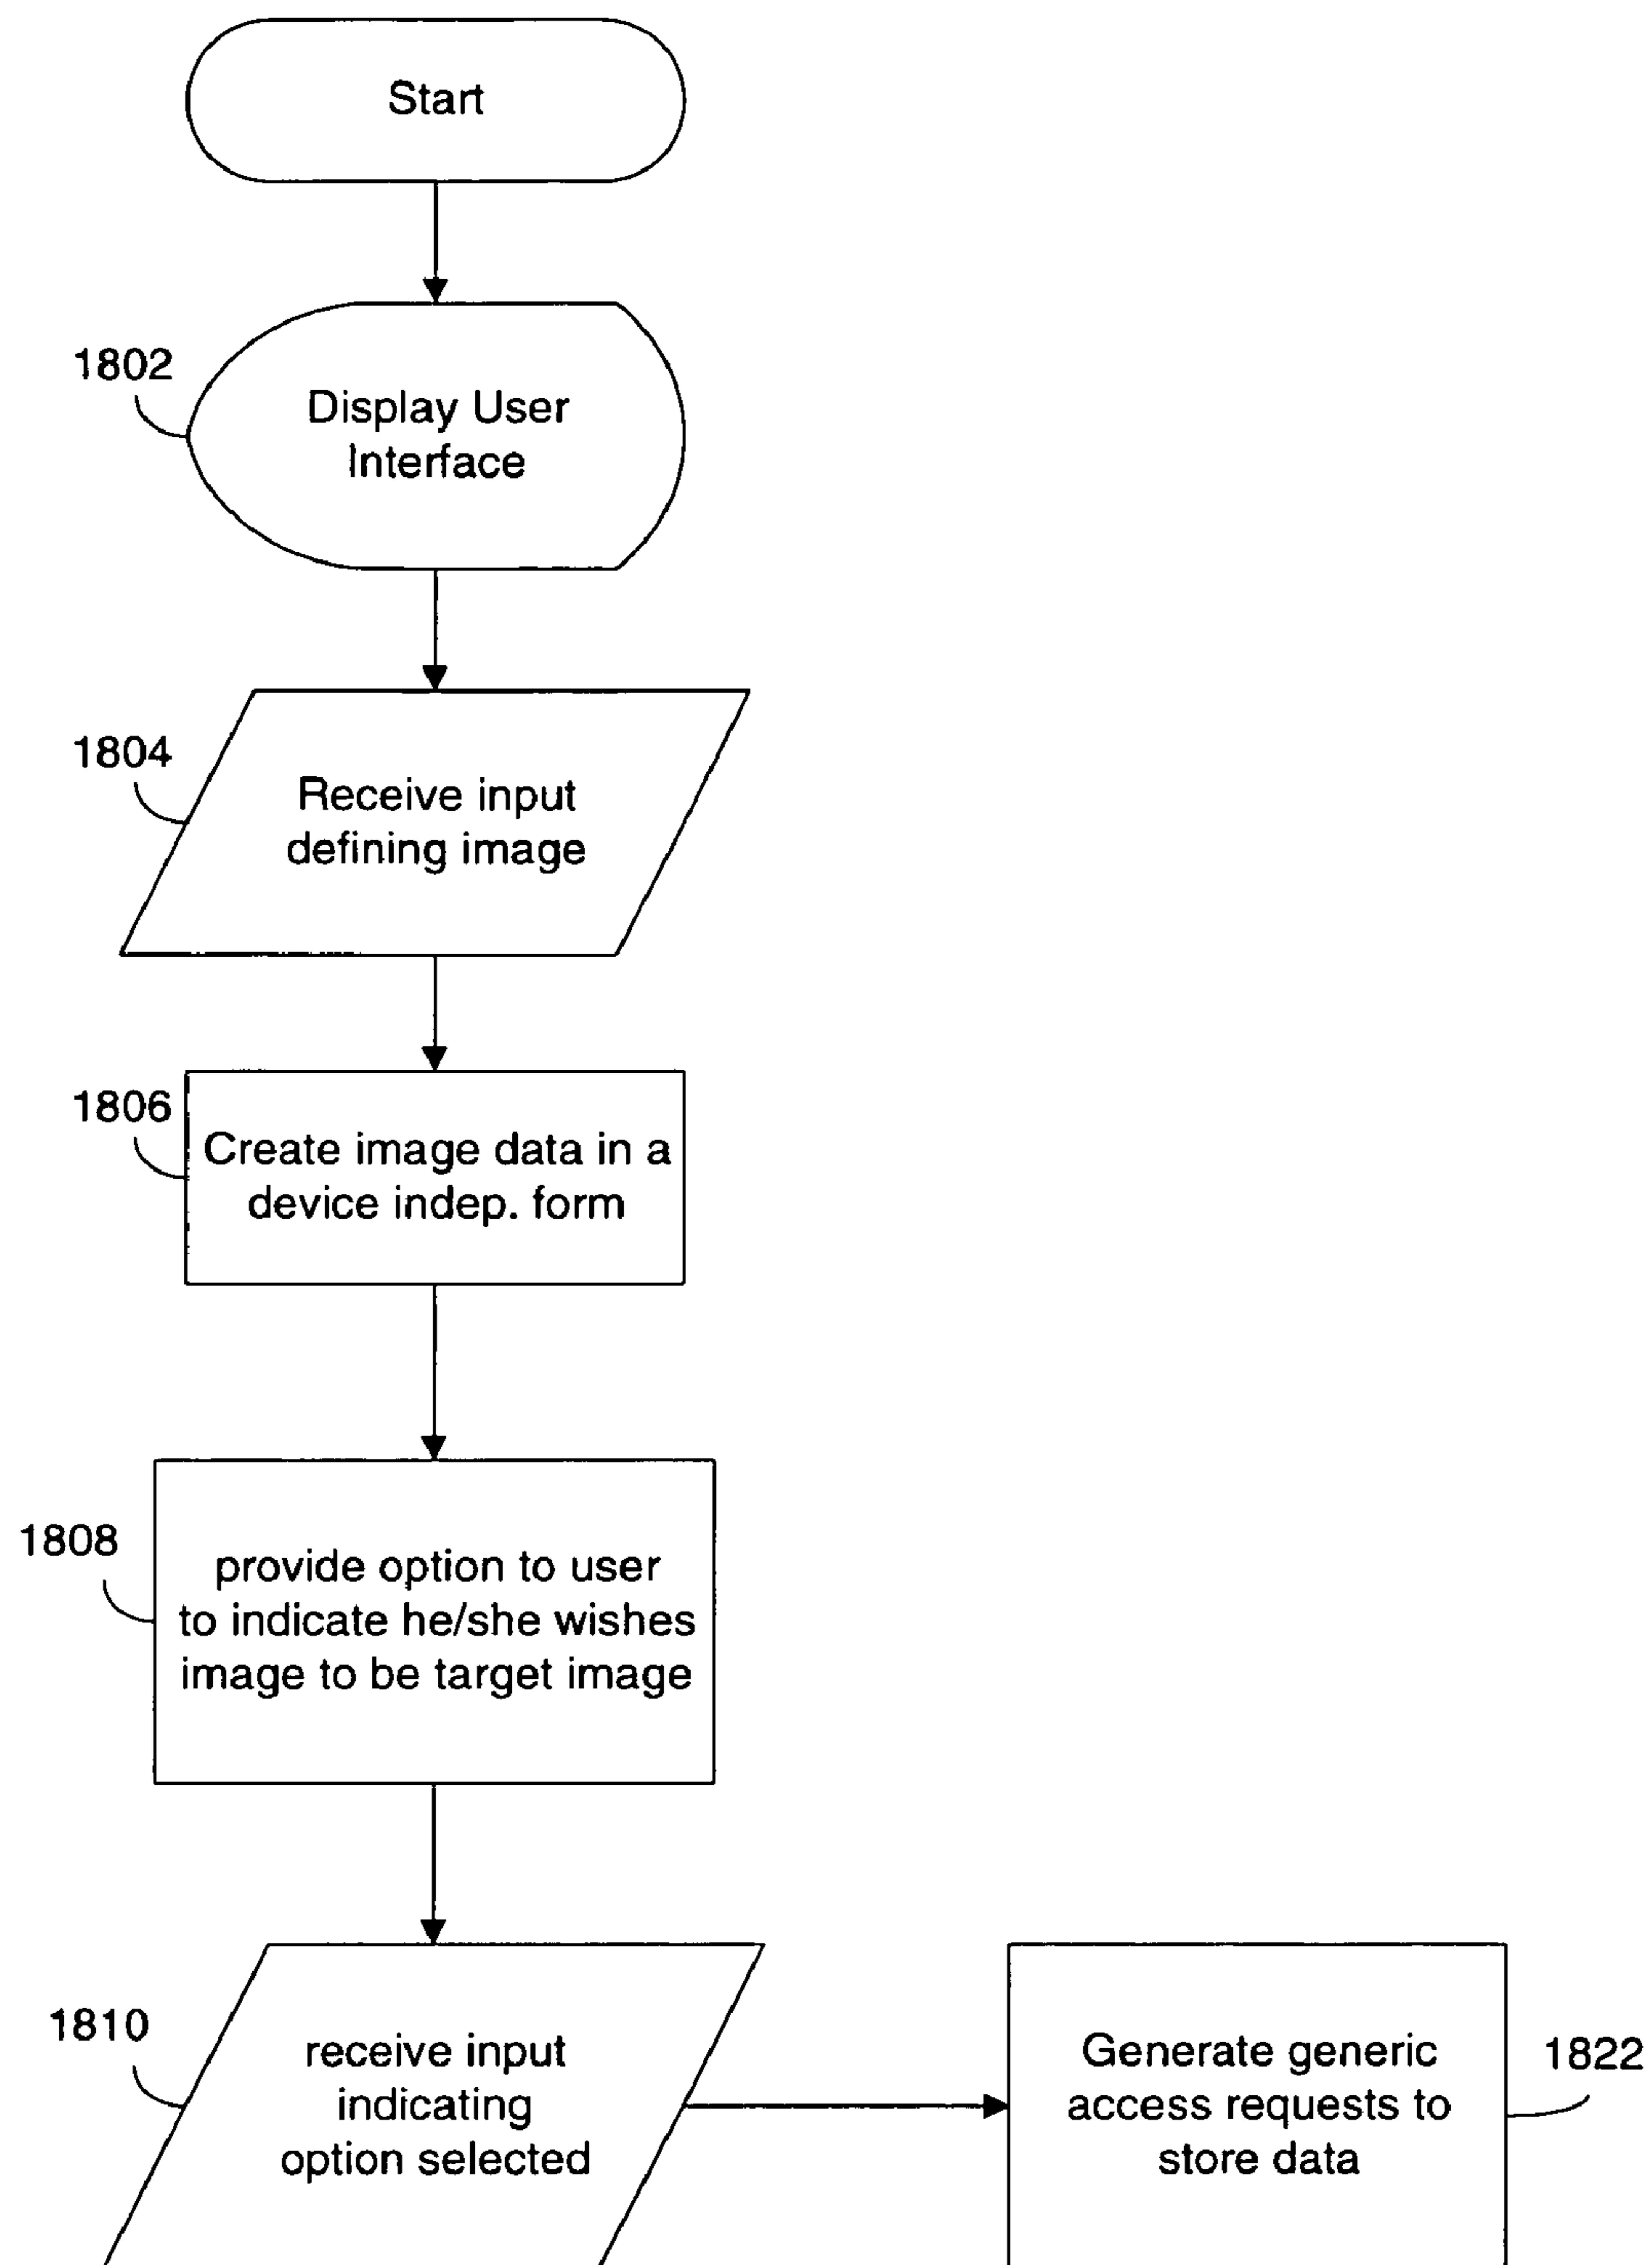 Start
1802
Display User
Interface
1804
Receive input
defining image
1806
Create image data in a
device indep. form
1808
provide option to user
to indicate he/she wishes
image to be target image
1810
receive input
indicating
option selected
Generate generic
access requests to
store data
1822